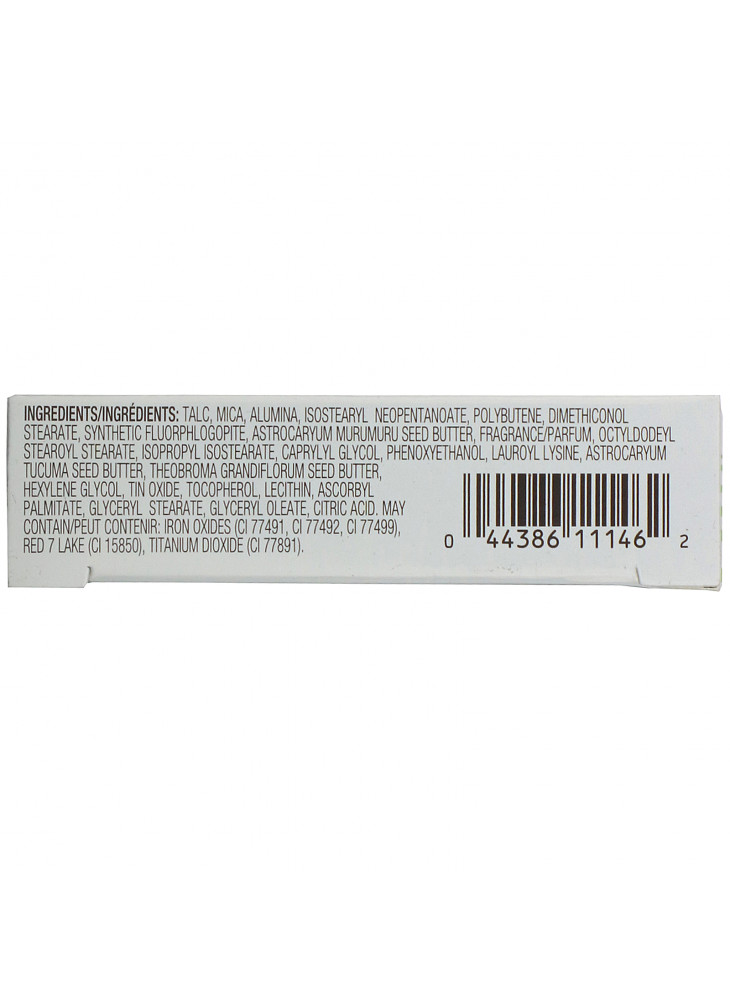 INGREDIENTS/INGRÉDIENTS: TALC, MICA, ALUMINA, ISOSTEARYL NEOPENTANOATE, POLYBUTENE, DIMETHICONOL
STEARATE, SYNTHETIC FLUORPHLOGOPITE, ASTROCARYUM MURUMURU SEED BUTTER, FRAGRANCE/PARFUM, OCTYLDODEYL
STEAROYL STEARATE, ISOPROPYL ISOSTEARATE, CAPRYLYL GLYCOL, PHENOXYETHANOL, LAUROYL LYSINE, ASTROCARYUM
TUCUMA SEED BUTTER, THEOBROMA GRANDIFLORUM SEED BUTTER,
HEXYLENE GLYCOL, TIN OXIDE, TOCOPHEROL, LECITHIN, ASCORBYL
PALMITATE, GLYCERYL STEARATE, GLYCERYL OLEATE, CITRIC ACID. MAY
CONTAIN/PEUT CONTENIR: IRON OXIDES (CI 77491, CI 77492, CI 77499),
RED 7 LAKE (CI 15850), TITANIUM DIOXIDE (CI 77891).
0 44386 11146 2